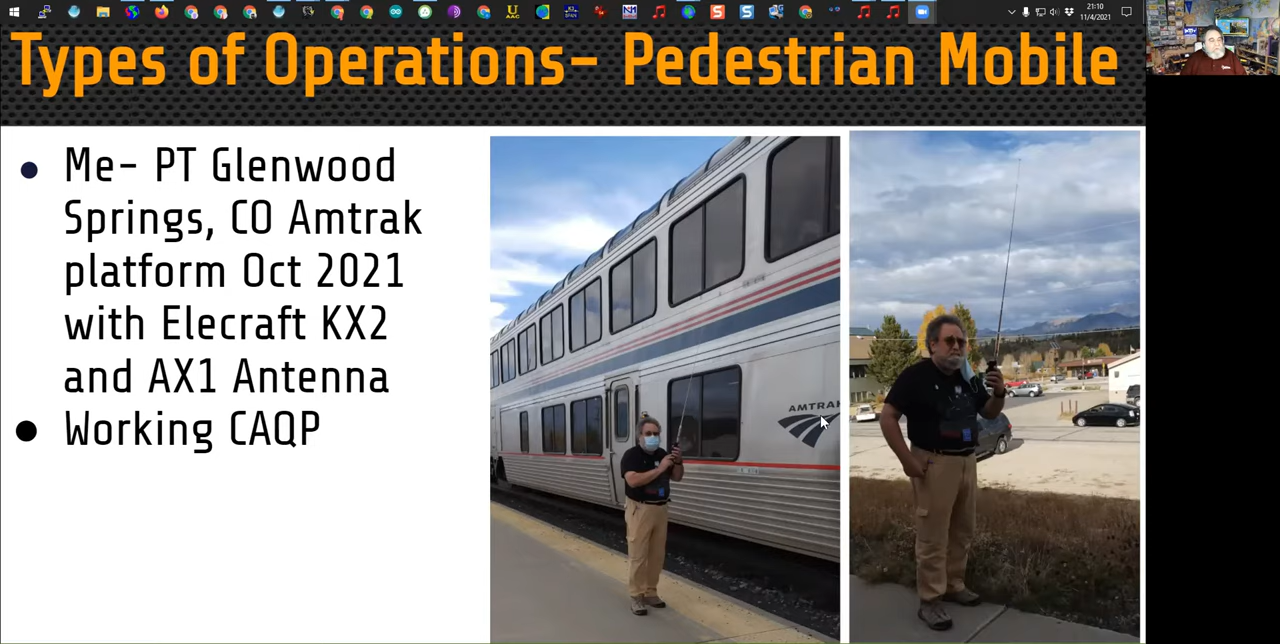 21:10
11/4/2021
Types of Operations- Pedestrian Mobile
Me- PT Glenwood
Springs, CO Amtrak
platform Oct 2021
with Elecraft KX2
and AX1 Antenna
Working CAQP
AMTRAK